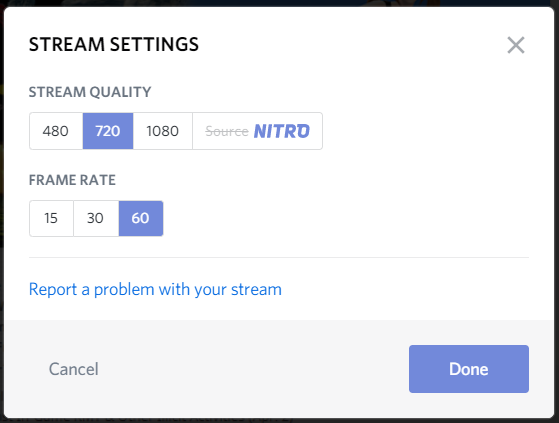 STREAM SETTINGS
STREAM QUALITY
480 720 1080 Source NITRO
FRAME RATE
15 30 60
Report a problem with your stream
Cancel Done